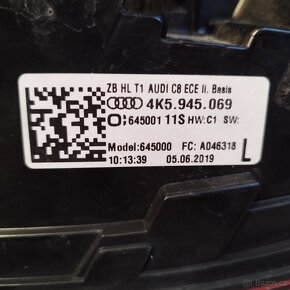 ZB HL T1 AUDI C8 ECE li. Basis
4K5.945.069
:645001 11S HW:C1 SW:
Model:645000 FC: A046318
10:13:39 05.06.2019 L